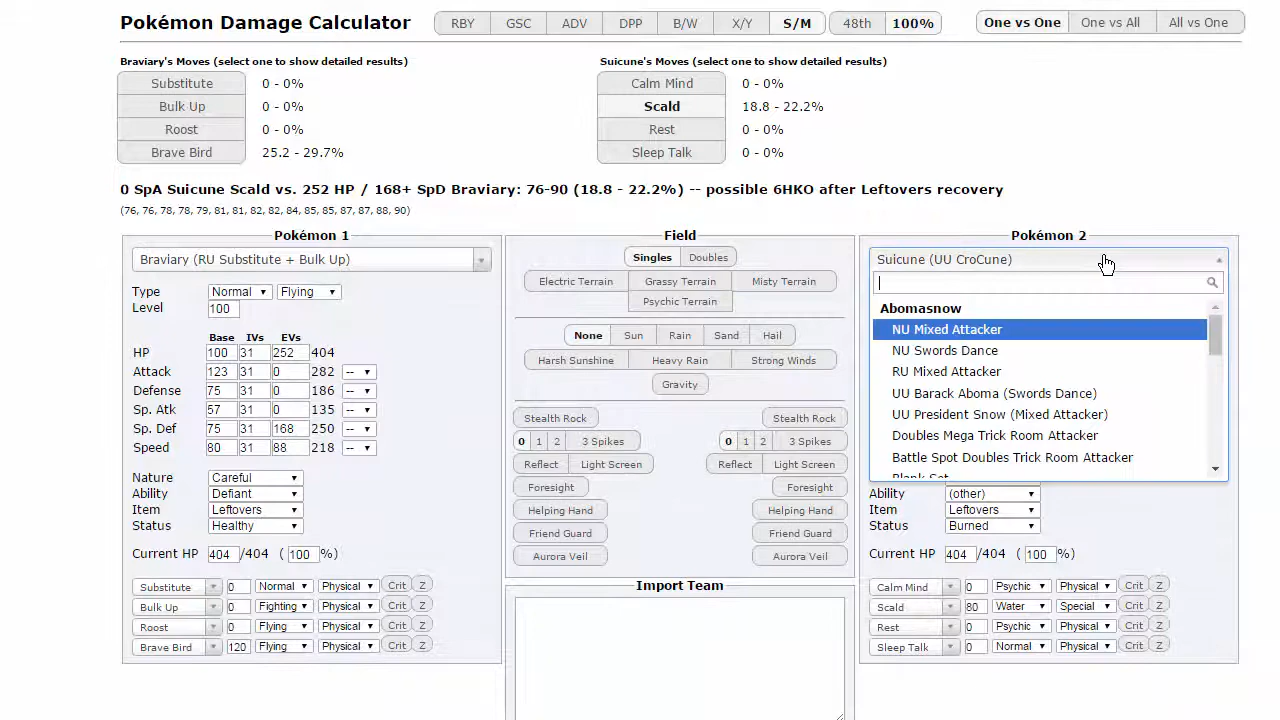 Pokémon Damage Calculator RBY GSC ADV DPP B/W X/Y S/M 48th 100% One vs One One vs All All vs One
Braviary's Moves (select one to show detailed results) Suicune's Moves (select one to show detailed results)
Substitute 0 - 0% Calm Mind 0 - 0%
Bulk Up 0 - 0% Scald 18.8 - 22.2%
Roost 0 - 0% Rest 0 - 0%
Brave Bird 25.2 - 29.7% Sleep Talk 0 - 0%
0 SpA Suicune Scald vs. 252 HP / 168+ SpD Braviary: 76-90 (18.8 - 22.2%) -- possible 6HKO after Leftovers recovery
(76, 76, 78, 78, 79, 81, 81, 82, 82, 84, 85, 85, 87, 87, 88, 90)
Pokémon 1
Braviary (RU Substitute + Bulk Up)
Type Normal Flying
Level 100
Base IVs EVs
HP 100 31 252 404
Attack 123 31 0 282 --
Defense 75 31 0 186 --
Sp. Atk 57 31 0 135 --
Sp. Def 75 31 168 250 --
Speed 80 31 88 218 --
Nature Careful
Ability Defiant
Item Leftovers
Status Healthy
Current HP 404/404 (100%)
Substitute 0 Normal Physical Crit Z
Bulk Up 0 Fighting Physical Crit Z
Roost 0 Flying Physical Crit Z
Brave Bird 120 Flying Physical Crit Z
Field
Singles Doubles
Electric Terrain Grassy Terrain Misty Terrain
Psychic Terrain
None Sun Rain Sand Hail
Harsh Sunshine Heavy Rain Strong Winds
Gravity
Stealth Rock Stealth Rock
0 1 2 3 Spikes 0 1 2 3 Spikes
Reflect Light Screen Reflect Light Screen
Foresight Foresight
Helping Hand Helping Hand
Friend Guard Friend Guard
Aurora Veil Aurora Veil
Import Team
Pokémon 2
Suicune (UU CroCune)
Abomasnow
NU Mixed Attacker
NU Swords Dance
RU Mixed Attacker
UU Barack Aboma (Swords Dance)
UU President Snow (Mixed Attacker)
Doubles Mega Trick Room Attacker
Battle Spot Doubles Trick Room Attacker
Blank Set
Ability (other)
Item Leftovers
Status Burned
Current HP 404/404 (100%)
Calm Mind 0 Psychic Physical Crit Z
Scald 80 Water Special Crit Z
Rest 0 Psychic Physical Crit Z
Sleep Talk 0 Normal Physical Crit Z